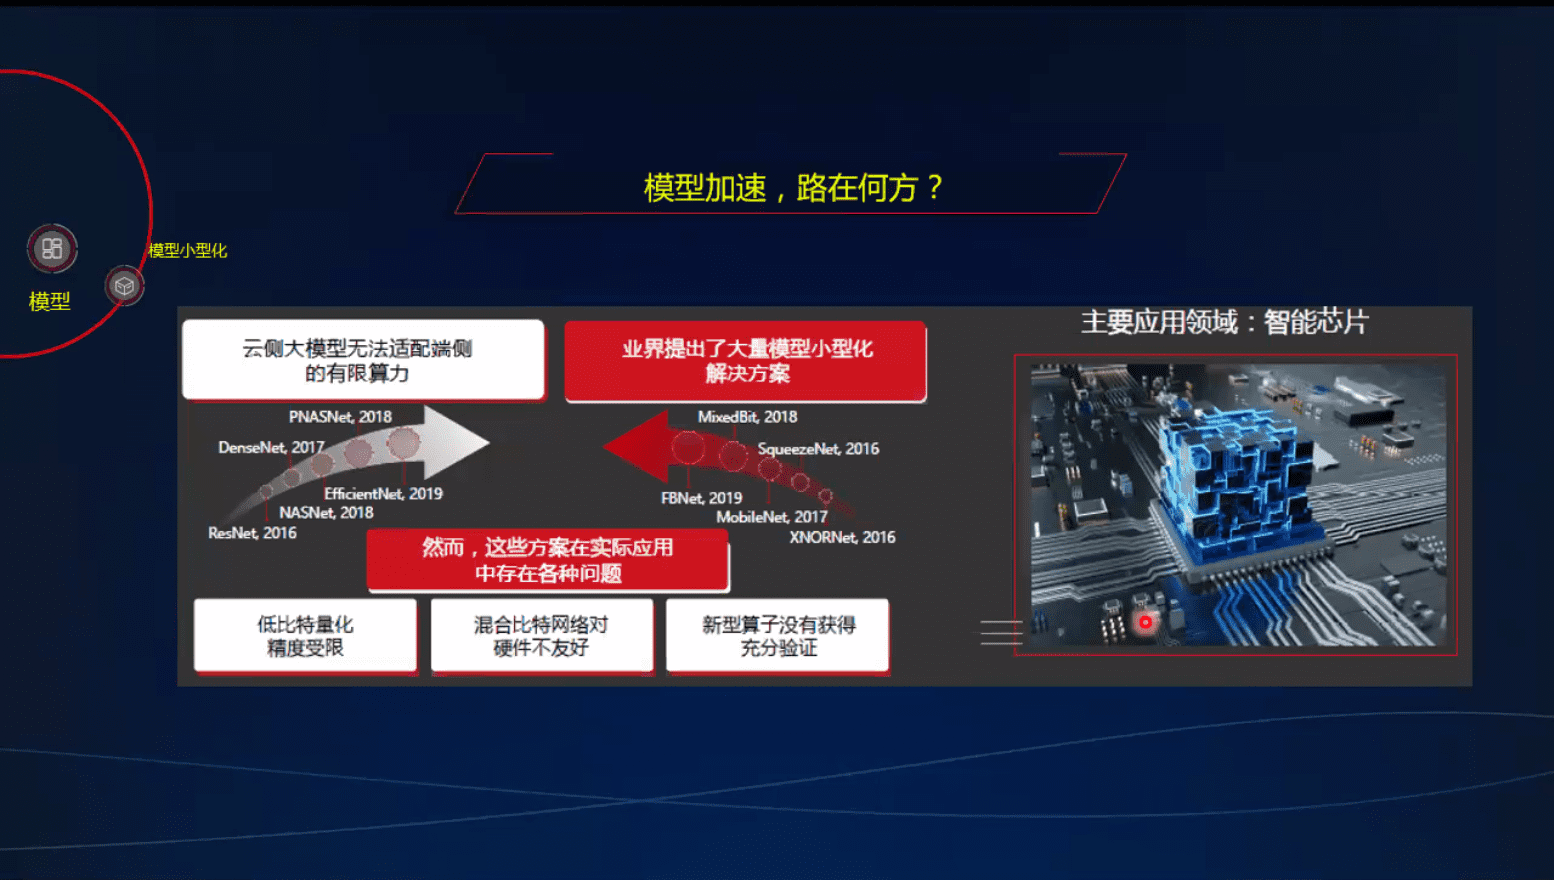 模型加速，路在何方？
模型小型化
模型
主要应用领域：智能芯片
云侧大模型无法适配端侧
的有限算力
业界提出了大量模型小型化
解决方案
PNASNet, 2018
DenseNet, 2017
EfficientNet, 2019
NASNet, 2018
ResNet, 2016
MixedBit, 2018
SqueezeNet, 2016
FBNet, 2019
MobileNet, 2017
XNORNet, 2016
然而，这些方案在实际应用
中存在各种问题
低比特量化
精度受限
混合比特网络对
硬件不友好
新型算子没有获得
充分验证